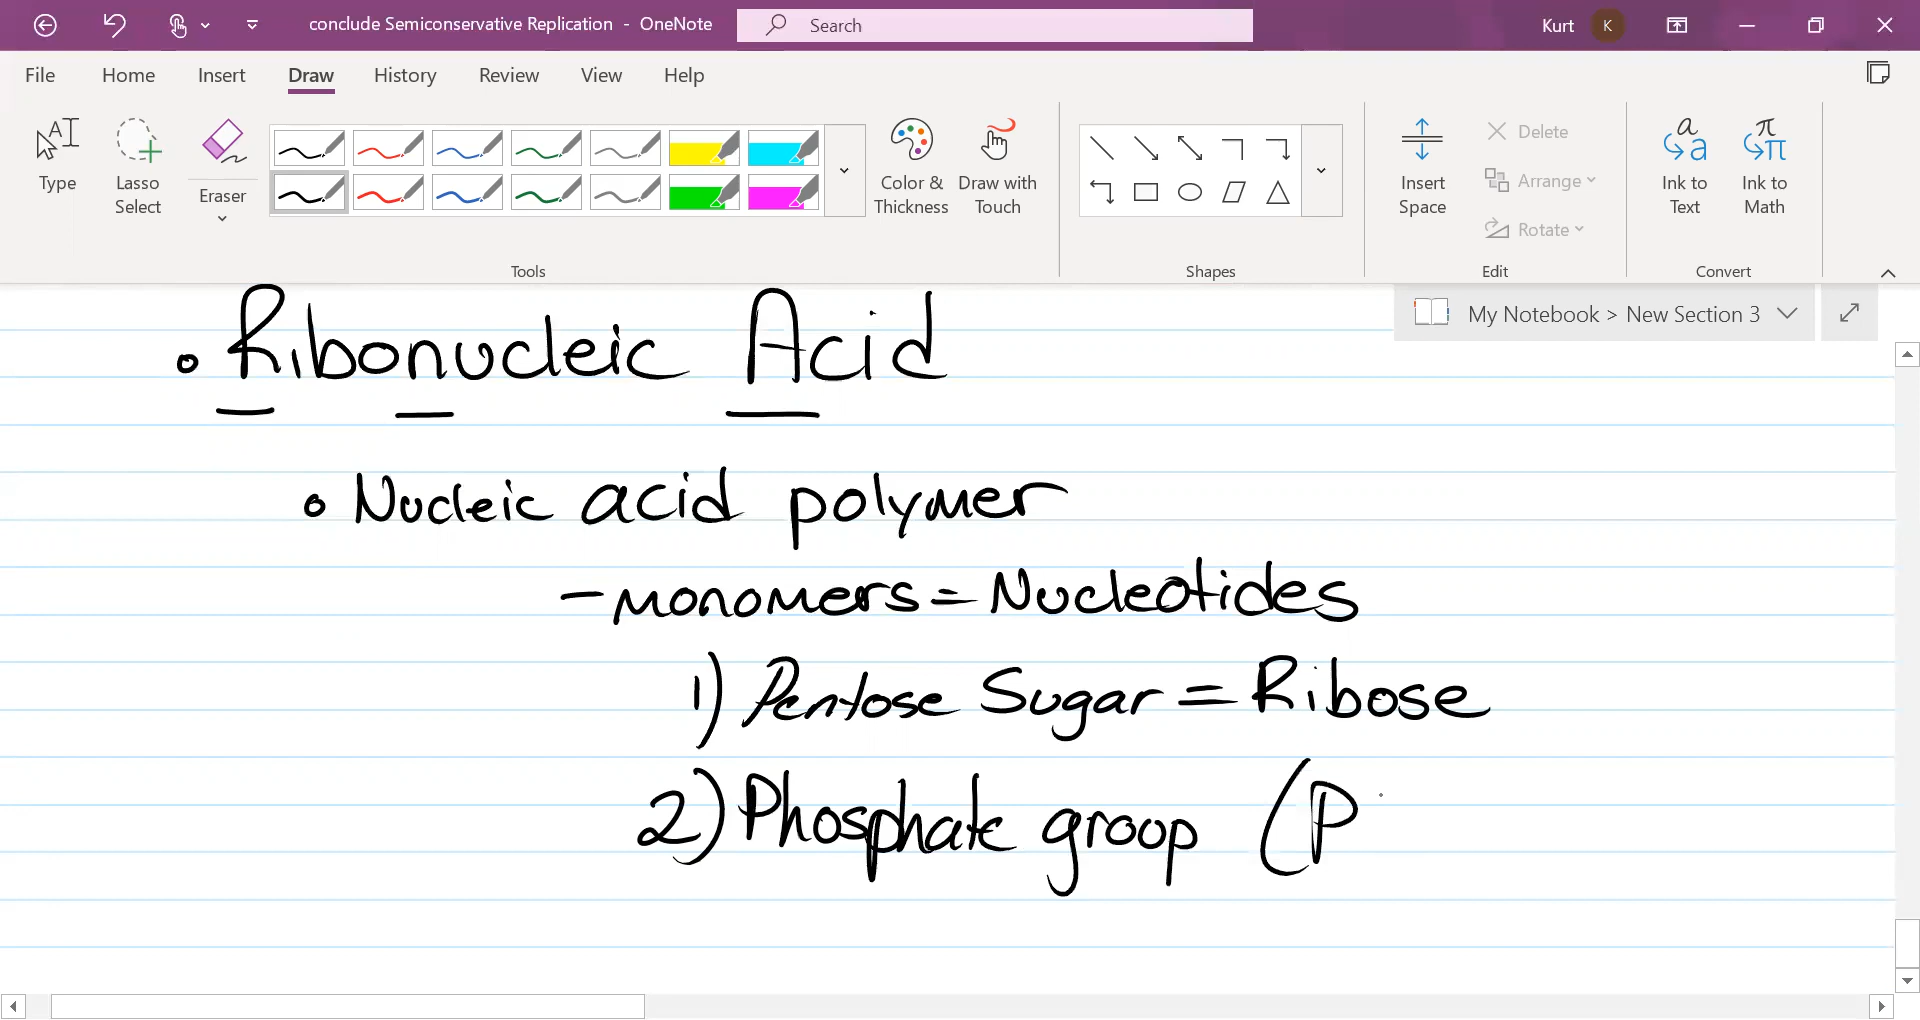 conclude Semiconservative Replication - OneNote
Search
Kurt K
File Home Insert Draw History Review View Help
Type
Lasso Select
Eraser
Color & Thickness
Draw with Touch
Insert Space
Delete
Arrange
Rotate
Ink to Text
Ink to Math
Tools Shapes Edit Convert
My Notebook > New Section 3
• Ribonucleic Acid
• Nucleic acid polymer
- monomers = Nucleotides
1) Pentose Sugar = Ribose
2) Phosphate group (P